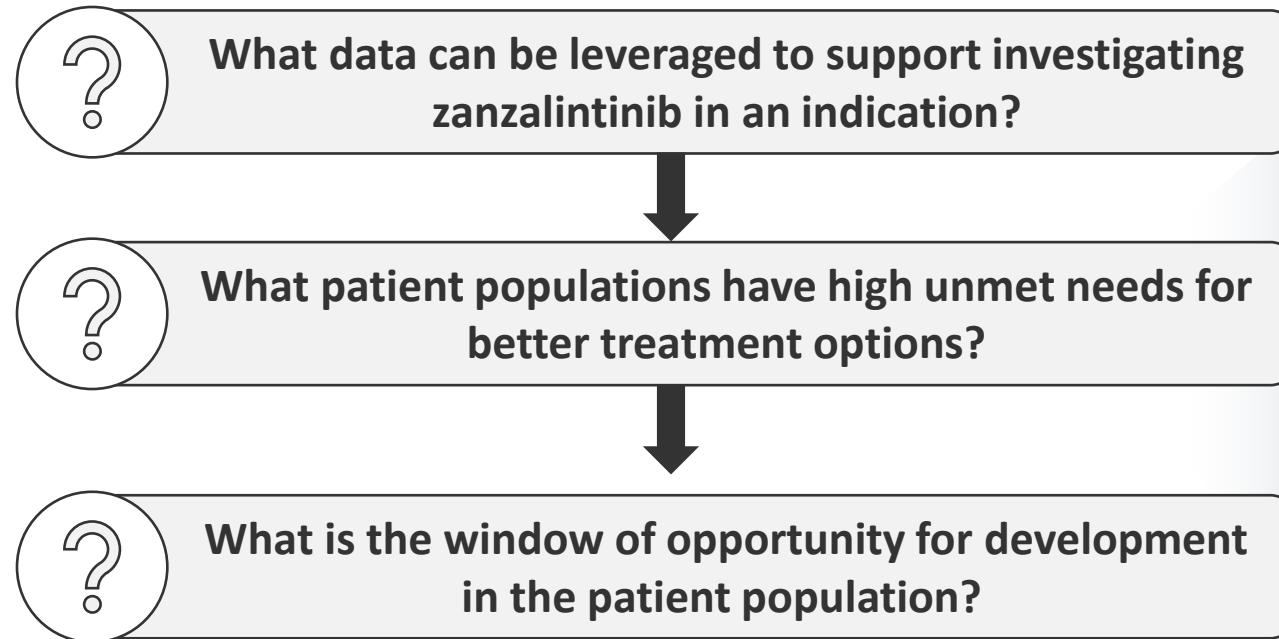 What data can be leveraged to support investigating
zanzalintinib in an indication?
What patient populations have high unmet needs for
better treatment options?
What is the window of opportunity for development
in the patient population?